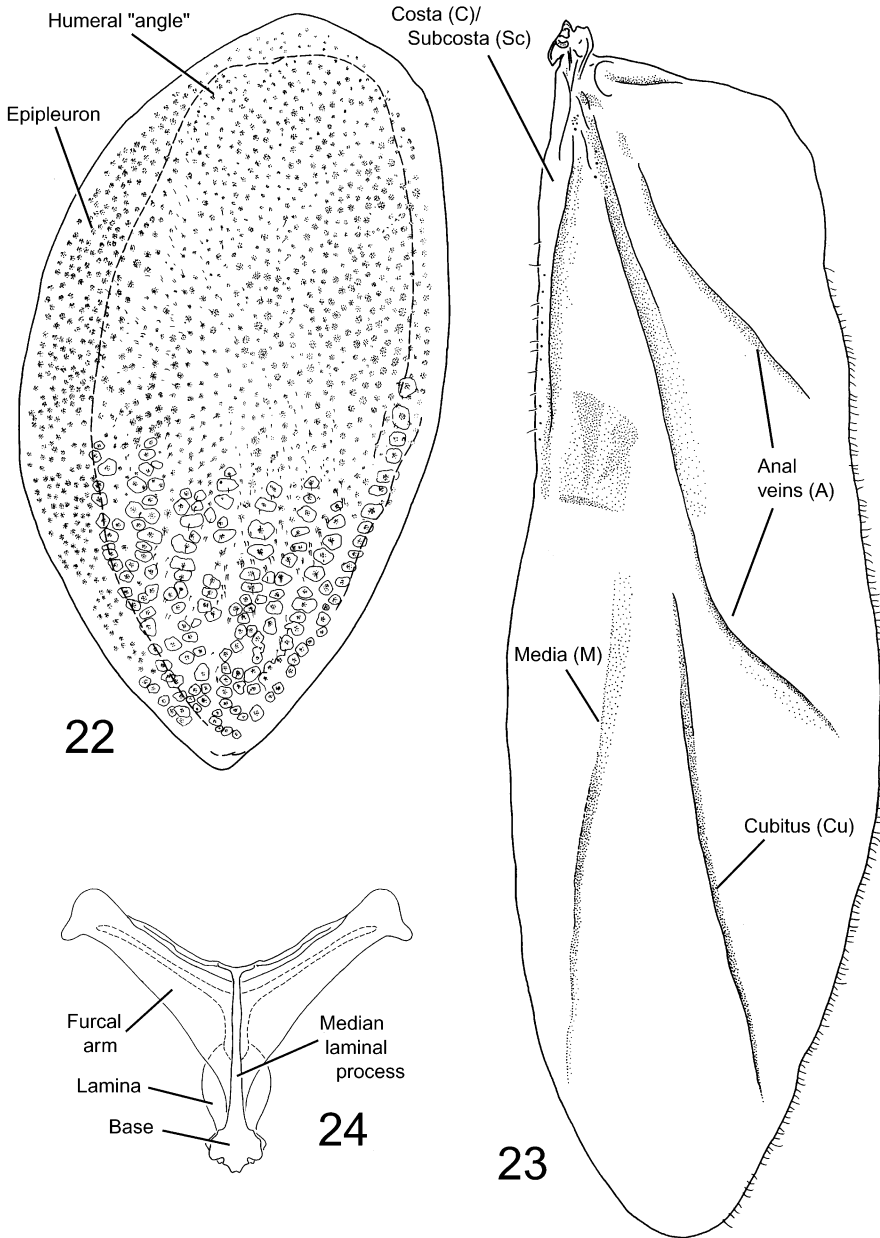 Humeral "angle"
Epipleuron
22
Costa (C)/
Subcosta (Sc)
Anal
veins (A)
Media (M)
Cubitus (Cu)
23
Furcal
arm
Lamina
Base
Median
laminal
process
24